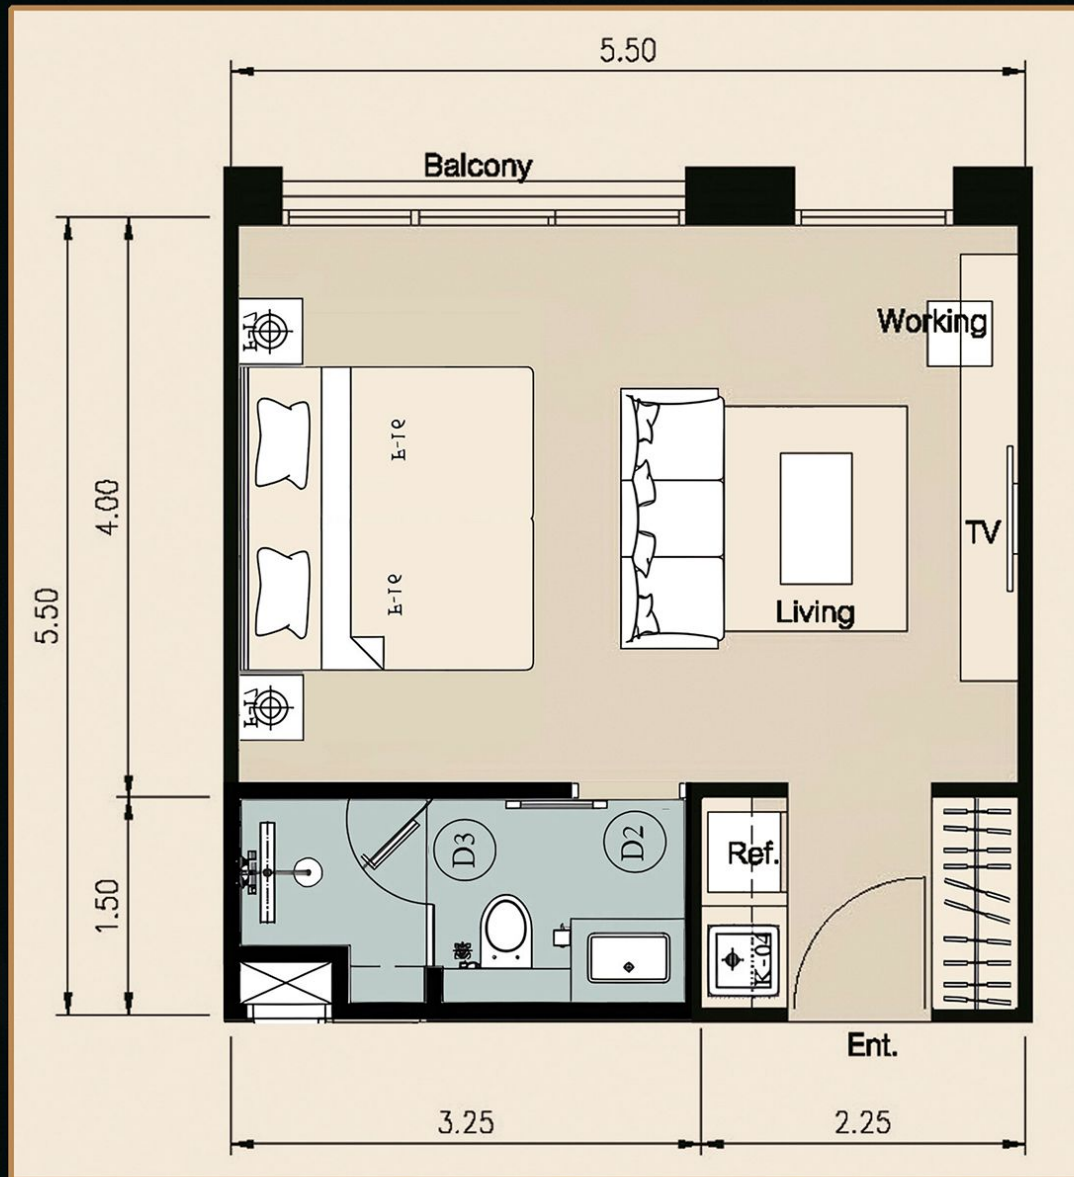 5.50
Balcony
Working
4.00
5.50
TV
Living
D3
D2
Ref.
1.50
K-04
Ent.
3.25
2.25